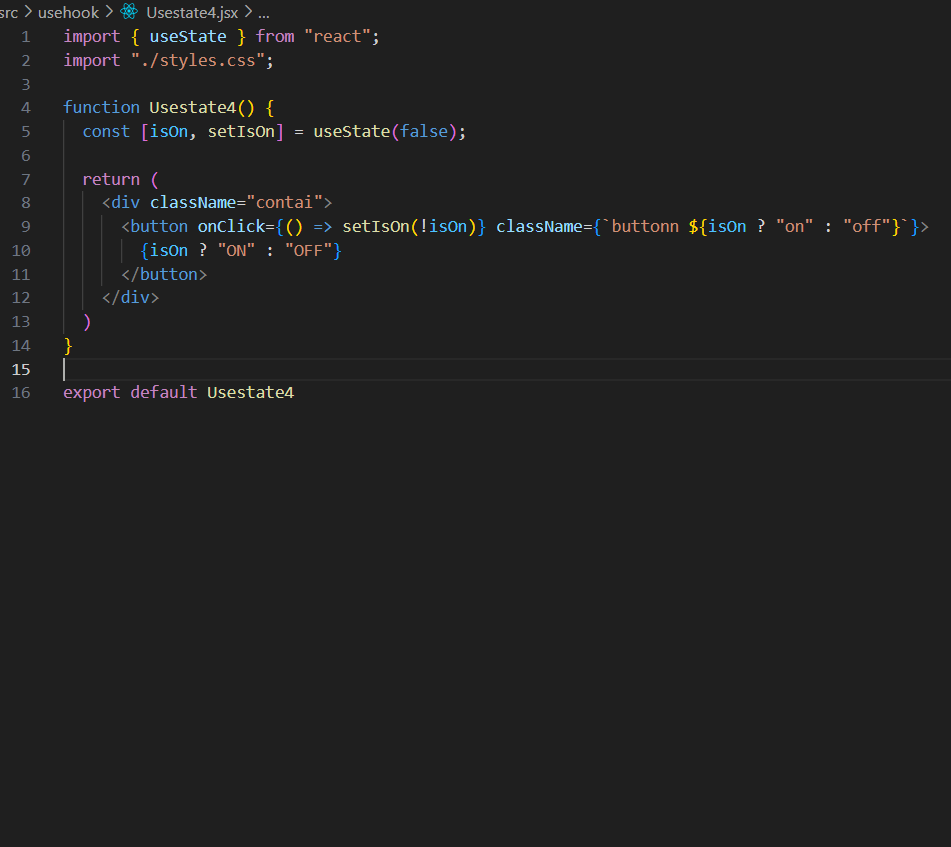 src > usehook > Usestate4.jsx > ...
1 import { useState } from "react";
2 import "./styles.css";
3
4 function Usestate4() {
5   const [isOn, setIsOn] = useState(false);
6
7   return (
8     <div className="contai">
9       <button onClick={() => setIsOn(!isOn)} className={`buttonn ${isOn ? "on" : "off"}`}>
10         {isOn ? "ON" : "OFF"}
11       </button>
12     </div>
13   )
14 }
15
16 export default Usestate4